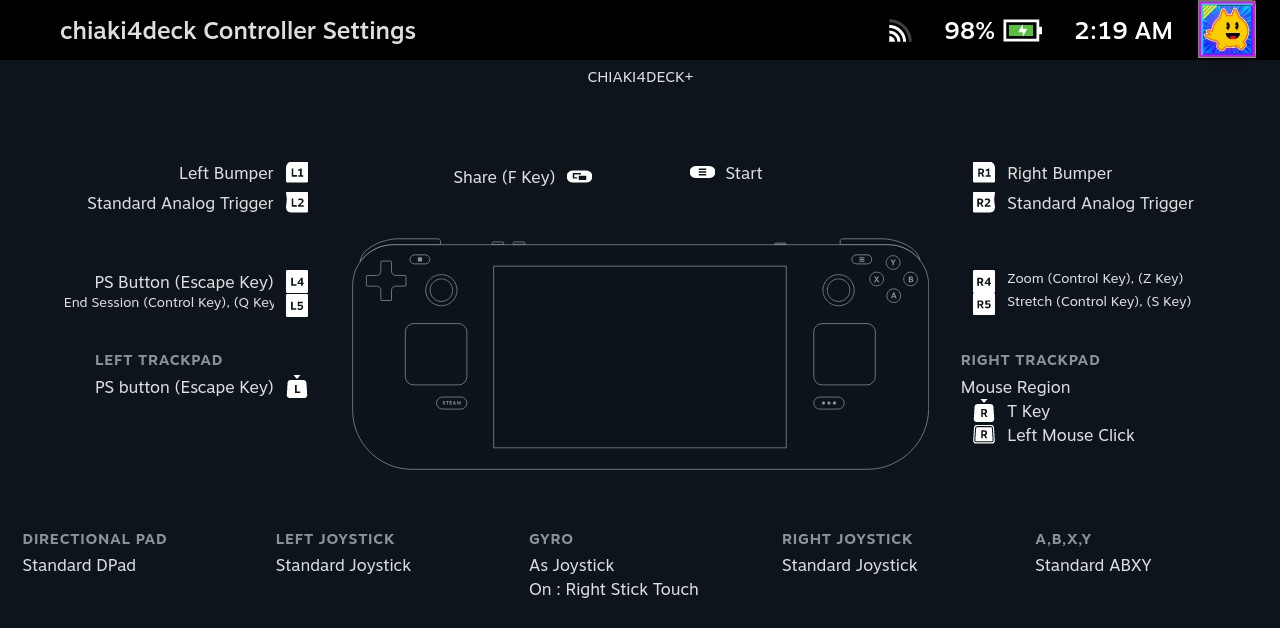 chiaki4deck Controller Settings
98%
2:19 AM
CHIAKI4DECK+
Left Bumper L1
Standard Analog Trigger L2
Share (F Key)
Start
R1 Right Bumper
R2 Standard Analog Trigger
PS Button (Escape Key) L4
End Session (Control Key), (Q Key L5
R4 Zoom (Control Key), (Z Key)
R5 Stretch (Control Key), (S Key)
Y
X
B
A
STEAM
LEFT TRACKPAD
PS button (Escape Key) L
RIGHT TRACKPAD
Mouse Region
R T Key
R Left Mouse Click
DIRECTIONAL PAD
Standard DPad
LEFT JOYSTICK
Standard Joystick
GYRO
As Joystick
On : Right Stick Touch
RIGHT JOYSTICK
Standard Joystick
A,B,X,Y
Standard ABXY